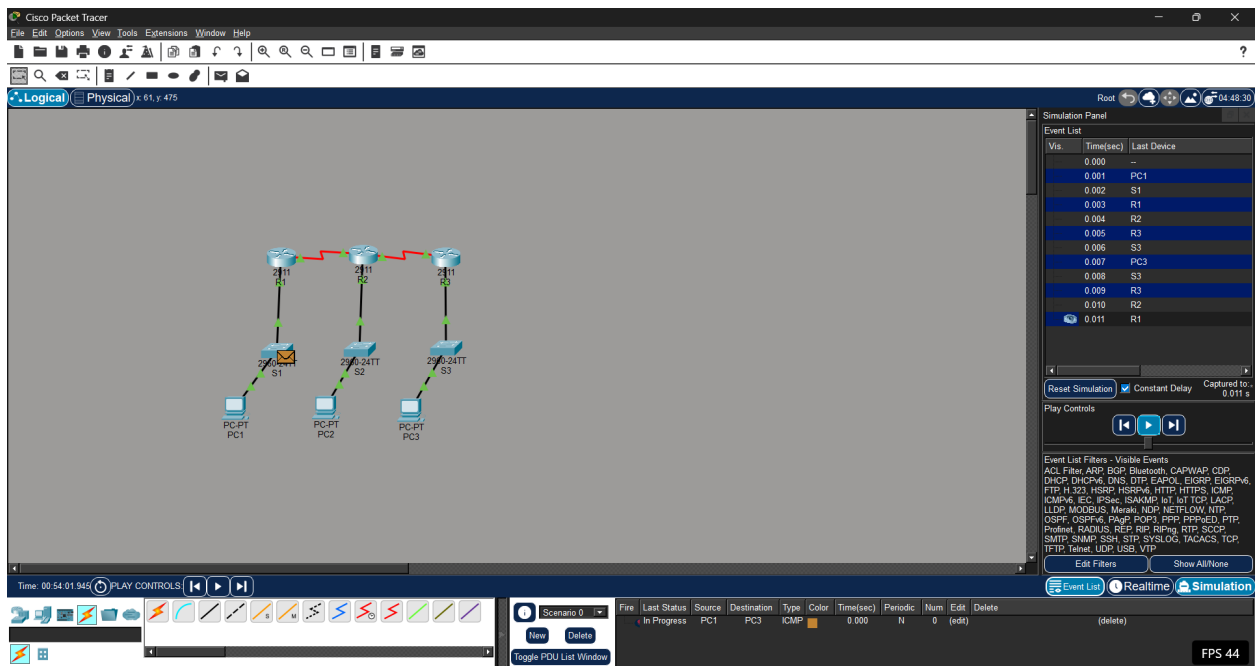 Cisco Packet Tracer
File Edit Options View Tools Extensions Window Help
?
Logical Physical x: 61, y: 475 Root 04:48:30
Simulation Panel
Event List
Vis. Time(sec) Last Device
0.000 --
0.001 PC1
0.002 S1
0.003 R1
0.004 R2
0.005 R3
0.006 S3
0.007 PC3
0.008 S3
0.009 R3
0.010 R2
0.011 R1
2911 2911 2911
R1 R2 R3
2960-24TT 2960-24TT 2960-24TT
S1 S2 S3
PC-PT PC-PT PC-PT
PC1 PC2 PC3
Reset Simulation Constant Delay Captured to:
0.011 s
Play Controls
Event List Filters - Visible Events
ACL Filter, ARP, BGP, Bluetooth, CAPWAP, CDP,
DHCP, DHCPv6, DNS, DTP, EAPOL, EIGRP, EIGRPv6,
FTP, H.323, HSRP, HSRPv6, HTTP, HTTPS, ICMP,
ICMPv6, IEC, IPSec, ISAKMP, IoT, IoT TCP, LACP,
LLDP, MODBUS, Meraki, NDP, NETFLOW, NTP,
OSPF, OSPFv6, PAgP, POP3, PPP, PPPoED, PTP,
Profinet, RADIUS, REP, RIP, RIPng, RTP, SCCP,
SMTP, SNMP, SSH, STP, SYSLOG, TACACS, TCP,
TFTP, Telnet, UDP, USB, VTP
Edit Filters Show All/None
Time: 00:54:01.945 PLAY CONTROLS: Event List Realtime Simulation
Scenario 0
New Delete
Toggle PDU List Window
Fire Last Status Source Destination Type Color Time(sec) Periodic Num Edit Delete
In Progress PC1 PC3 ICMP 0.000 N 0 (edit) (delete)
FPS 44